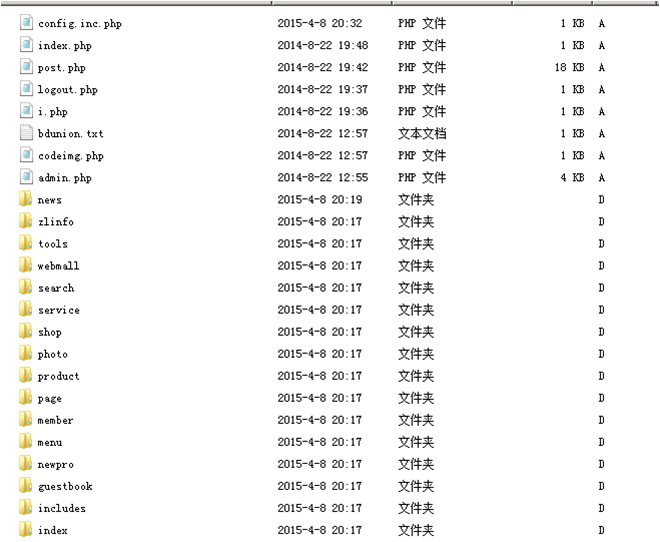 config.inc.php 2015-4-8 20:32 PHP 文件 1 KB A
index.php 2014-8-22 19:48 PHP 文件 1 KB A
post.php 2014-8-22 19:42 PHP 文件 18 KB A
logout.php 2014-8-22 19:37 PHP 文件 1 KB A
i.php 2014-8-22 19:36 PHP 文件 1 KB A
bdunion.txt 2014-8-22 12:57 文本文档 1 KB A
codeimg.php 2014-8-22 12:57 PHP 文件 1 KB A
admin.php 2014-8-22 12:55 PHP 文件 4 KB A
news 2015-4-8 20:19 文件夹 D
zlinfo 2015-4-8 20:17 文件夹 D
tools 2015-4-8 20:17 文件夹 D
webmall 2015-4-8 20:17 文件夹 D
search 2015-4-8 20:17 文件夹 D
service 2015-4-8 20:17 文件夹 D
shop 2015-4-8 20:17 文件夹 D
photo 2015-4-8 20:17 文件夹 D
product 2015-4-8 20:17 文件夹 D
page 2015-4-8 20:17 文件夹 D
member 2015-4-8 20:17 文件夹 D
menu 2015-4-8 20:17 文件夹 D
newpro 2015-4-8 20:17 文件夹 D
guestbook 2015-4-8 20:17 文件夹 D
includes 2015-4-8 20:17 文件夹 D
index 2015-4-8 20:17 文件夹 D